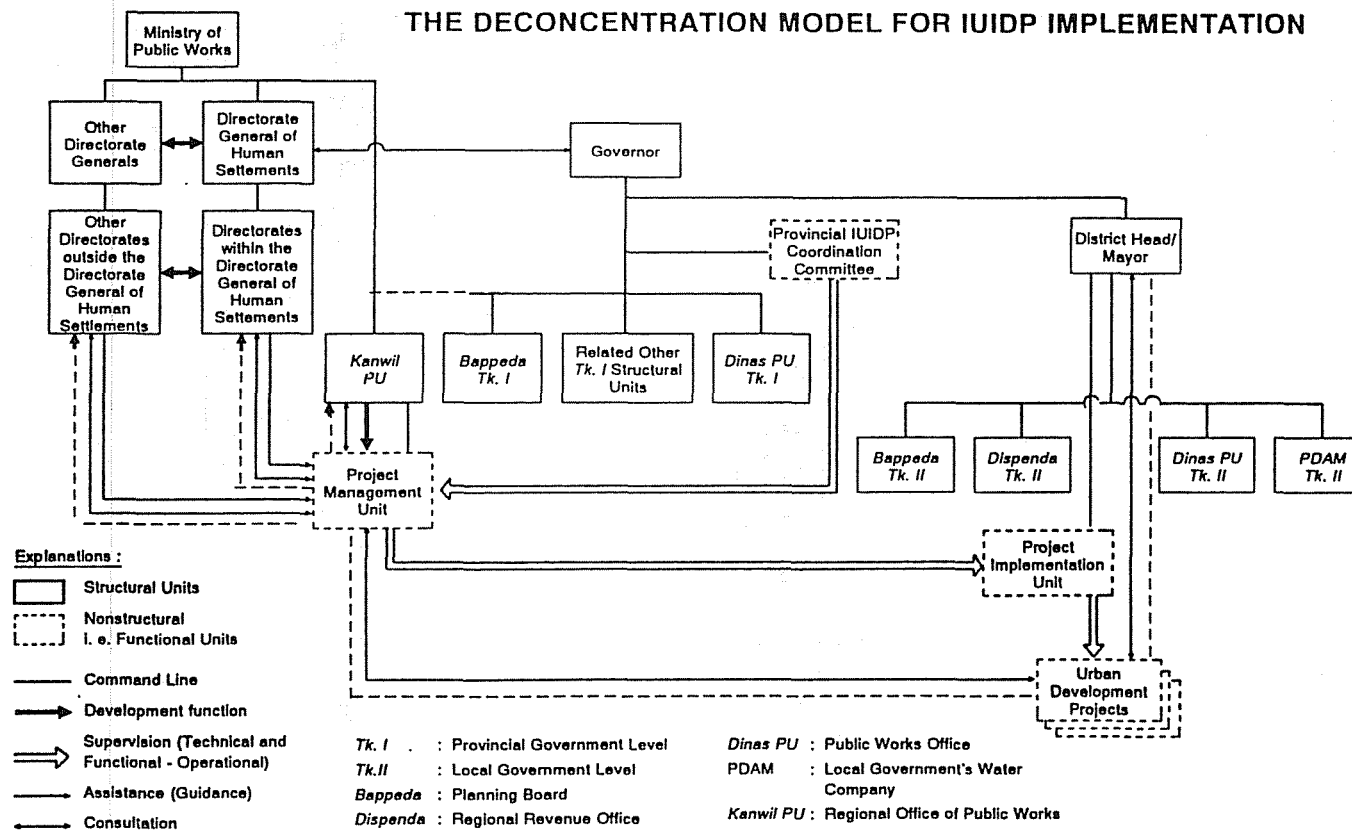 THE DECONCENTRATION MODEL FOR IUIDP IMPLEMENTATION
Ministry of
Public Works
Other
Directorate
Generals
Directorate
General of
Human
Settlements
Governor
Other
Directorates
outside the
Directorate
General of
Human
Settlements
Directorates
within the
Directorate
General of
Human
Settlements
Provincial IUIDP
Coordination
Committee
District Head/
Mayor
Kanwil
PU
Bappeda
Tk. I
Related Other
Tk. I Structural
Units
Dinas PU
Tk. I
Bappeda
Tk. II
Dispenda
Tk. II
Dinas PU
Tk. II
PDAM
Tk. II
Project
Management
Unit
Project
Implementation
Unit
Urban
Development
Projects
Explanations :
Structural Units
Nonstructural
i. e. Functional Units
Command Line
Development function
Supervision (Technical and
Functional - Operational)
Assistance (Guidance)
Consultation
Tk. I : Provincial Government Level
Tk.II : Local Government Level
Bappeda : Planning Board
Dispenda : Regional Revenue Office
Dinas PU : Public Works Office
PDAM : Local Government's Water
Company
Kanwil PU : Regional Office of Public Works